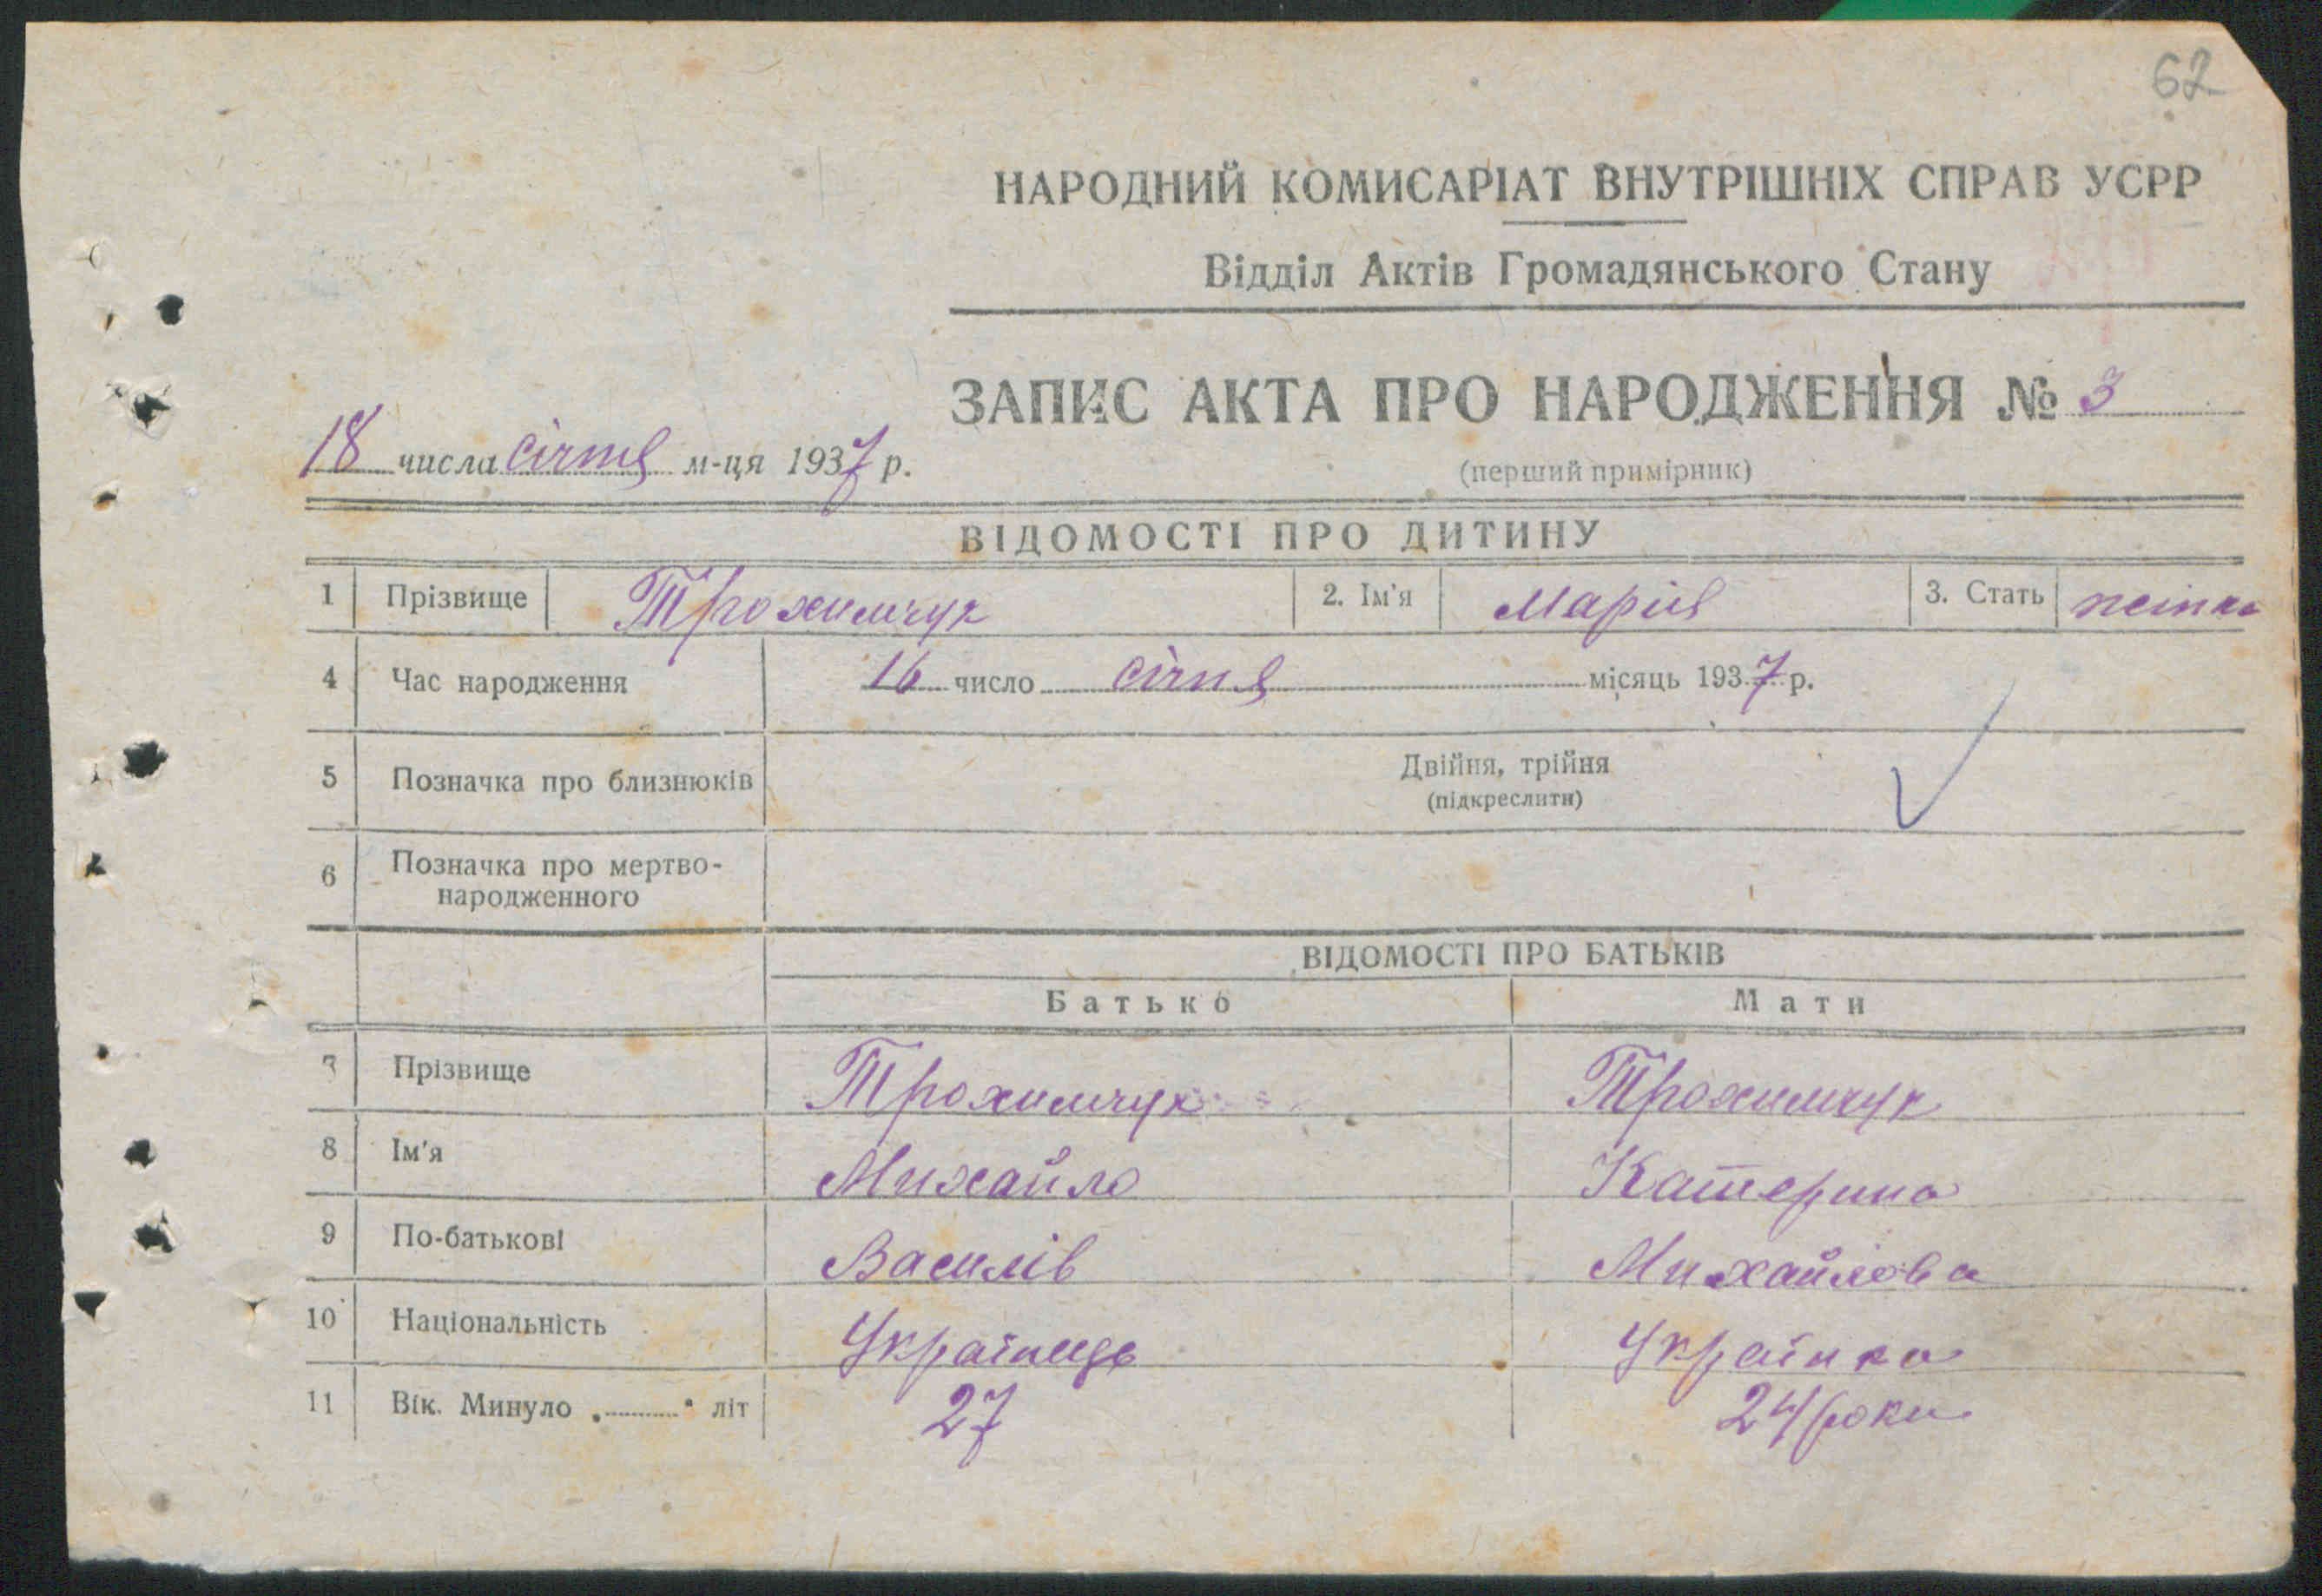 62
НАРОДНИЙ КОМИСАРІАТ ВНУТРІШНІХ СПРАВ УСРР
Відділ Актів Громадянського Стану
ЗАПИС АКТА ПРО НАРОДЖЕННЯ № 3
18 числа січня м-ця 1937 р.
(перший примірник)
ВІДОМОСТІ ПРО ДИТИНУ
1 Прізвище Трохимчук 2. Ім'я Марія 3. Стать жіноч
4 Час народження 16 число січня місяць 1937 р.
5 Позначка про близнюків Двійня, трійня
(підкреслити)
6 Позначка про мертво-
народженного
ВІДОМОСТІ ПРО БАТЬКІВ
Батько Мати
7 Прізвище Трохимчук Трохимчук
8 Ім'я Михайло Катерина
9 По-батькові Василів Михайлова
10 Національність Українець Українка
11 Вік. Минуло „..........“ літ 27 24 роки